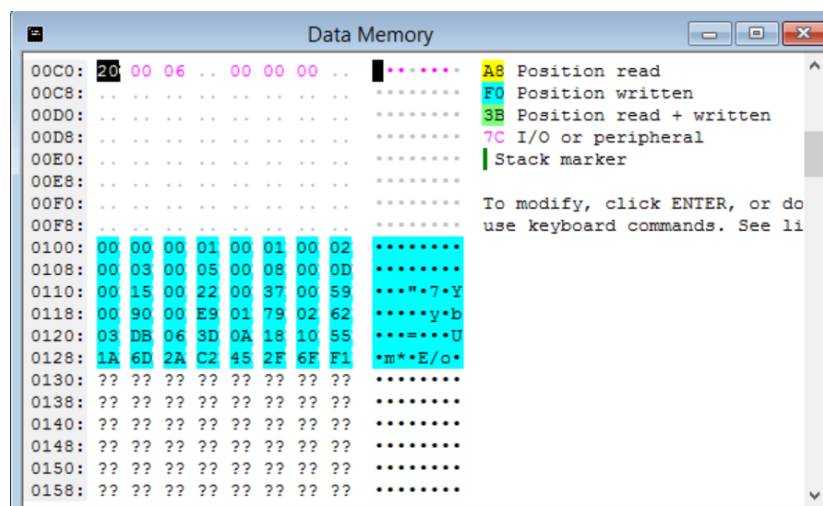 Data Memory
00C0: 20 00 06 .. 00 00 00 .. ········ A8 Position read
00C8: .. .. .. .. .. .. .. .. ········ F0 Position written
00D0: .. .. .. .. .. .. .. .. ········ 3B Position read + written
00D8: .. .. .. .. .. .. .. .. ········ 7C I/O or peripheral
00E0: .. .. .. .. .. .. .. .. ········ Stack marker
00E8: .. .. .. .. .. .. .. .. ········
00F0: .. .. .. .. .. .. .. .. ········ To modify, click ENTER, or do
00F8: .. .. .. .. .. .. .. .. ········ use keyboard commands. See li
0100: 00 00 00 01 00 01 00 02 ········
0108: 00 03 00 05 00 08 00 0D ········
0110: 00 15 00 22 00 37 00 59 ···"·7·Y
0118: 00 90 00 E9 01 79 02 62 ·····y·b
0120: 03 DB 06 3D 0A 18 10 55 ···=···U
0128: 1A 6D 2A C2 45 2F 6F F1 ·m*·E/o·
0130: ?? ?? ?? ?? ?? ?? ?? ?? ········
0138: ?? ?? ?? ?? ?? ?? ?? ?? ········
0140: ?? ?? ?? ?? ?? ?? ?? ?? ········
0148: ?? ?? ?? ?? ?? ?? ?? ?? ········
0150: ?? ?? ?? ?? ?? ?? ?? ?? ········
0158: ?? ?? ?? ?? ?? ?? ?? ?? ········